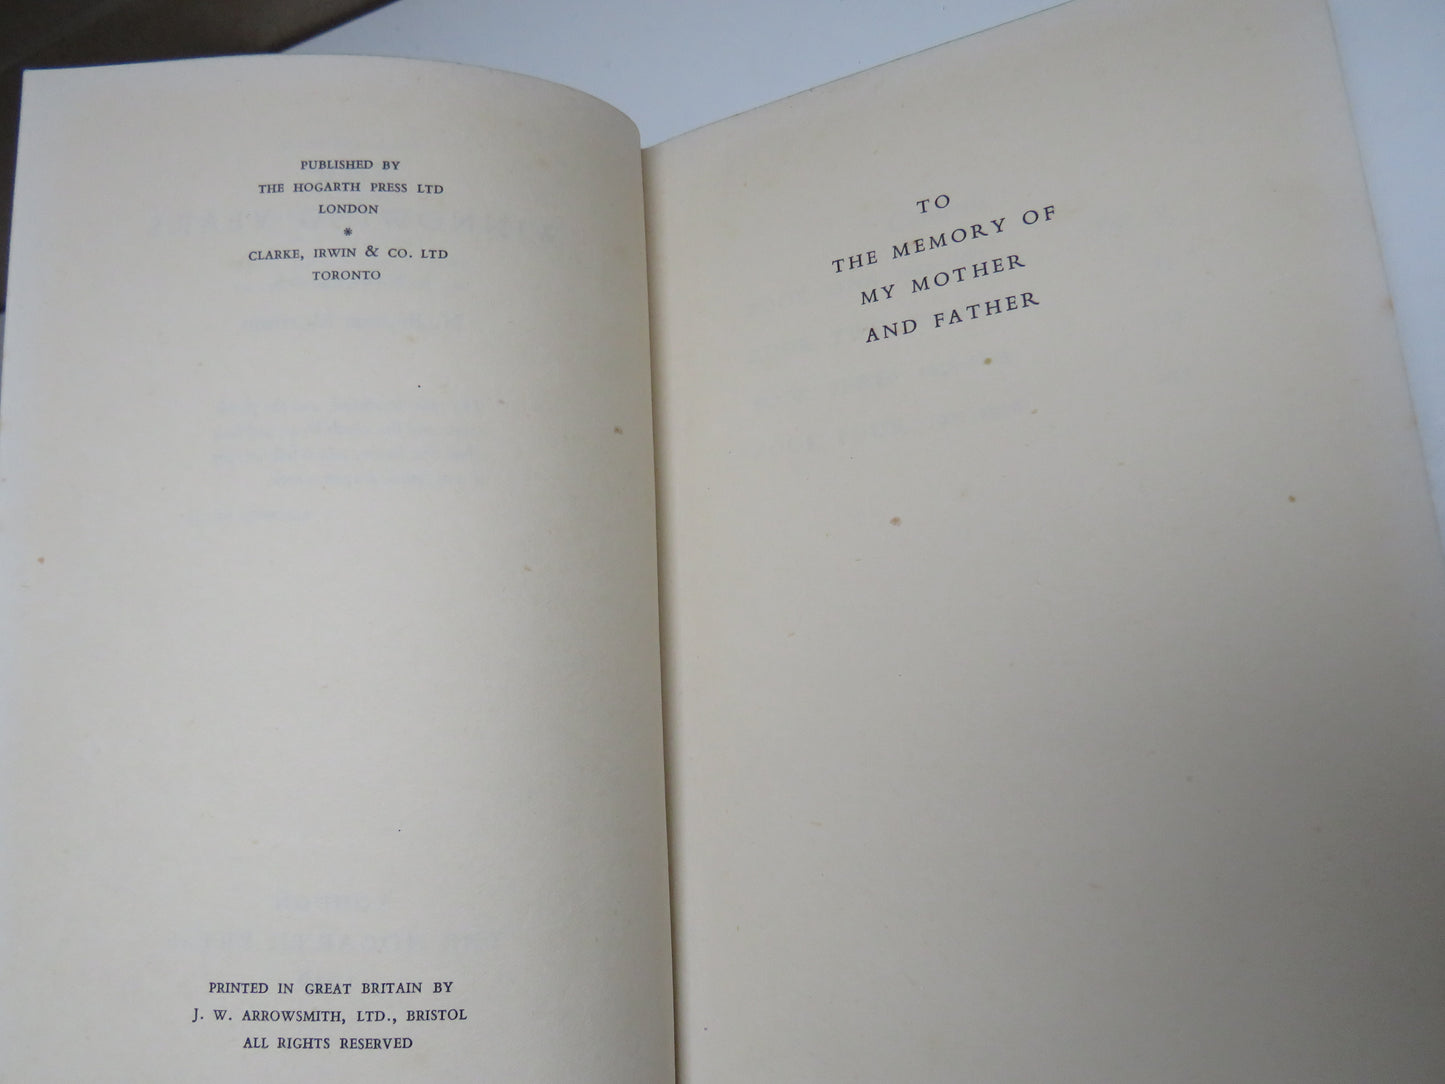 PUBLISHED BY
THE HOGARTH PRESS LTD
LONDON
*
CLARKE, IRWIN & CO. LTD
TORONTO
PRINTED IN GREAT BRITAIN BY
J. W. ARROWSMITH, LTD., BRISTOL
ALL RIGHTS RESERVED
TO
THE MEMORY OF
MY MOTHER
AND FATHER